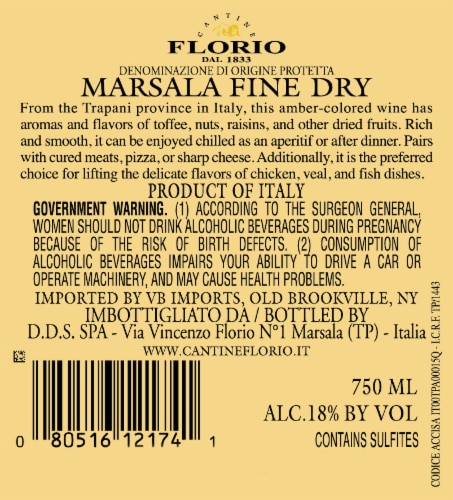 CANTINE
FLORIO
DAL 1833
DENOMINAZIONE DI ORIGINE PROTETTA
MARSALA FINE DRY
From the Trapani province in Italy, this amber-colored wine has
aromas and flavors of toffee, nuts, raisins, and other dried fruits. Rich
and smooth, it can be enjoyed chilled as an aperitif or after dinner. Pairs
with cured meats, pizza, or sharp cheese. Additionally, it is the preferred
choice for lifting the delicate flavors of chicken, veal, and fish dishes.
PRODUCT OF ITALY
GOVERNMENT WARNING. (1) ACCORDING TO THE SURGEON GENERAL,
WOMEN SHOULD NOT DRINK ALCOHOLIC BEVERAGES DURING PREGNANCY
BECAUSE OF THE RISK OF BIRTH DEFECTS. (2) CONSUMPTION OF
ALCOHOLIC BEVERAGES IMPAIRS YOUR ABILITY TO DRIVE A CAR OR
OPERATE MACHINERY, AND MAY CAUSE HEALTH PROBLEMS.
IMPORTED BY VB IMPORTS, OLD BROOKVILLE, NY
IMBOTTIGLIATO DA / BOTTLED BY
D.D.S. SPA - Via Vincenzo Florio N°1 Marsala (TP) - Italia
WWW.CANTINEFLORIO.IT
750 ML
ALC.18% BY VOL
CONTAINS SULFITES
0 80516 12174 1
CODICE ACCISA IT00TPA00015Q - I.C.R.F. TP/1443